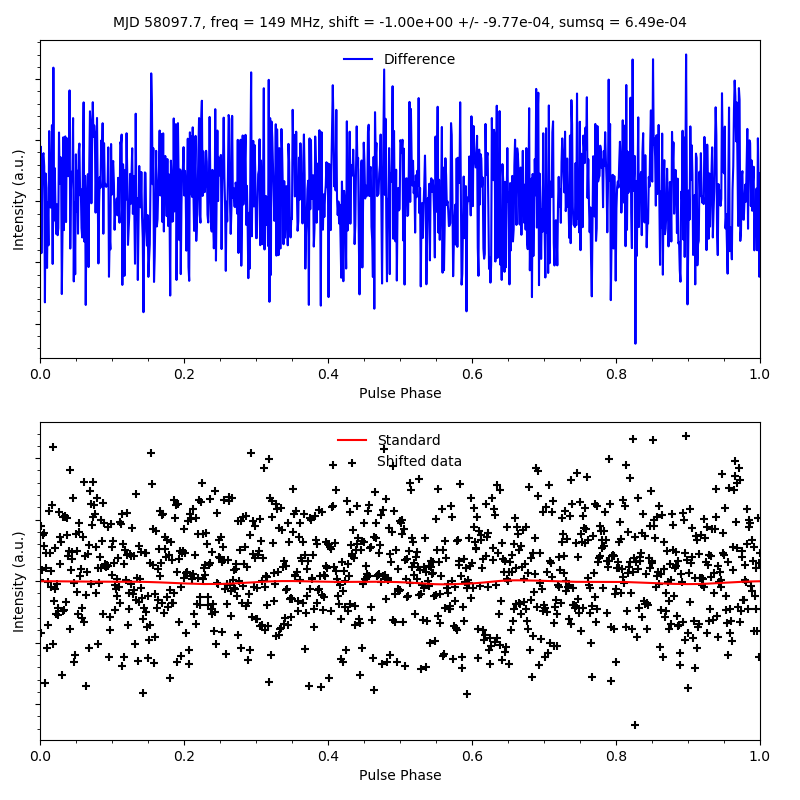 MJD 58097.7, freq = 149 MHz, shift = -1.00e+00 +/- -9.77e-04, sumsq = 6.49e-04
Difference
Intensity (a.u.)
0.0 0.2 0.4 0.6 0.8 1.0
Pulse Phase
Standard
Shifted data
Intensity (a.u.)
0.0 0.2 0.4 0.6 0.8 1.0
Pulse Phase